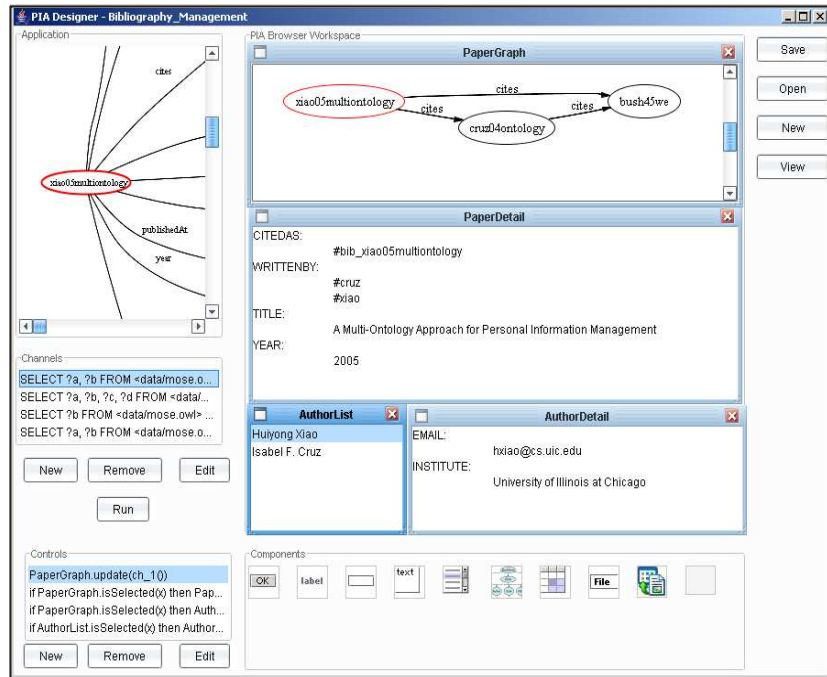 PIA Designer - Bibliography_Management
Application
cites
xiao05multiontology
publishedAt
year
PIA Browser Workspace
PaperGraph
cites
xiao05multiontology
bush45we
cites
cites
cruz04ontology
PaperDetail
CITEDAS:
#bib_xiao05multiontology
WRITTENBY:
#cruz
#xiao
TITLE:
A Multi-Ontology Approach for Personal Information Management
YEAR:
2005
Save
Open
New
View
Channels
SELECT ?a, ?b FROM <data/mose.o...
SELECT ?a, ?b, ?c, ?d FROM <data/...
SELECT ?b FROM <data/mose.owl> ...
SELECT ?a, ?b FROM <data/mose.o...
New
Remove
Edit
Run
AuthorList
Huiyong Xiao
Isabel F. Cruz
AuthorDetail
EMAIL:
hxiao@cs.uic.edu
INSTITUTE:
University of Illinois at Chicago
Controls
PaperGraph.update(ch_1())
if PaperGraph.isSelected(x) then Pap...
if PaperGraph.isSelected(x) then Auth...
if AuthorList.isSelected(x) then Author...
New
Remove
Edit
Components
OK
label
text
File